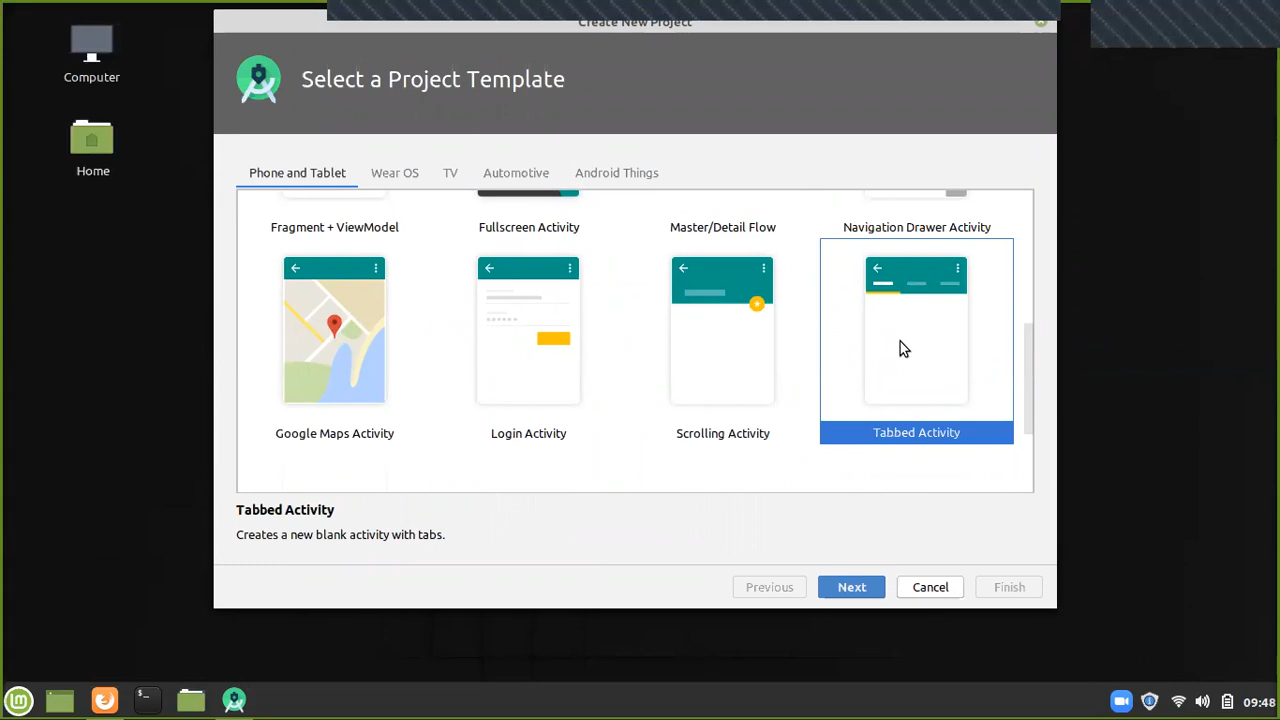 Create New Project
Computer
Select a Project Template
Home
Phone and Tablet Wear OS TV Automotive Android Things
Fragment + ViewModel Fullscreen Activity Master/Detail Flow Navigation Drawer Activity
Google Maps Activity Login Activity Scrolling Activity Tabbed Activity
Tabbed Activity
Creates a new blank activity with tabs.
Previous Next Cancel Finish
09:48